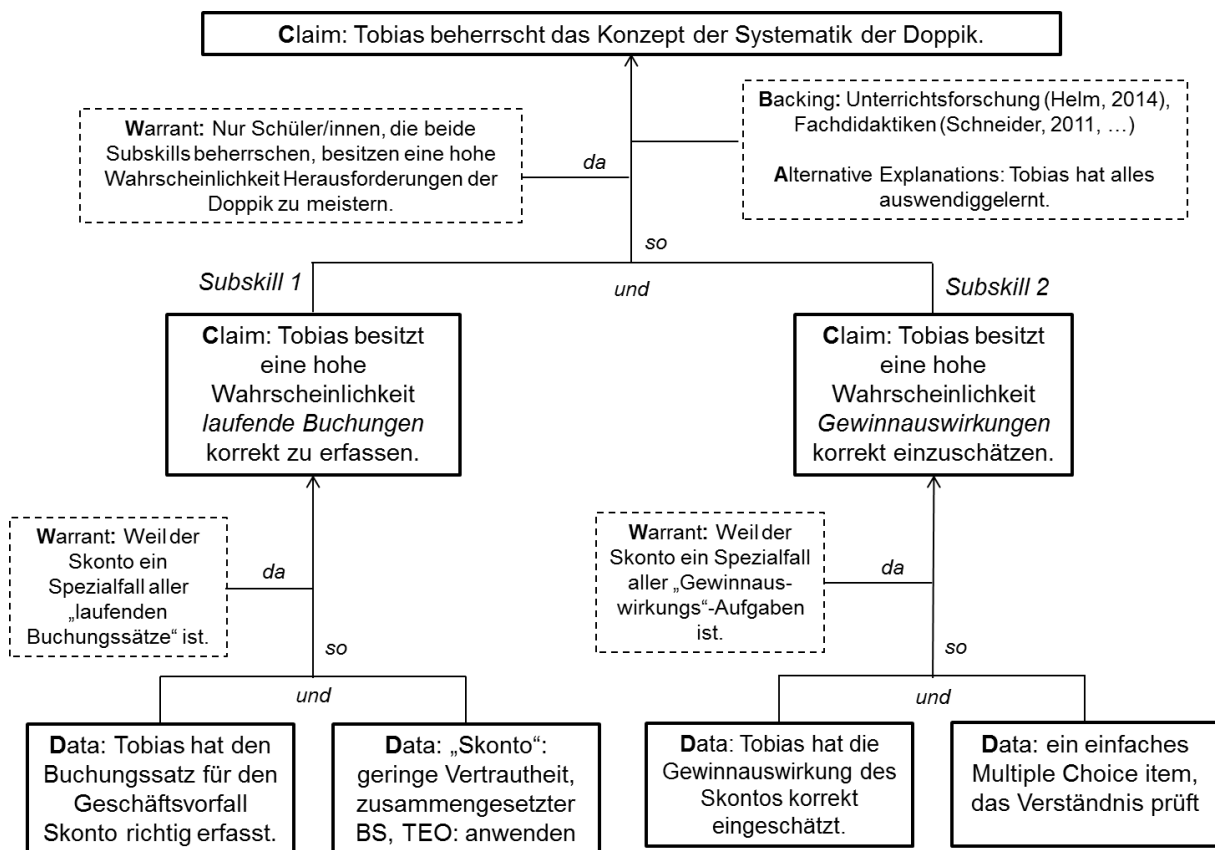 Claim: Tobias beherrscht das Konzept der Systematik der Doppik.
Warrant: Nur Schüler/innen, die beide
Subskills beherrschen, besitzen eine hohe
Wahrscheinlichkeit Herausforderungen der
Doppik zu meistern.
da
Backing: Unterrichtsforschung (Helm, 2014),
Fachdidaktiken (Schneider, 2011, …)
Alternative Explanations: Tobias hat alles
auswendiggelernt.
so
und
Subskill 1
Subskill 2
Claim: Tobias besitzt
eine hohe
Wahrscheinlichkeit
laufende Buchungen
korrekt zu erfassen.
Claim: Tobias besitzt
eine hohe
Wahrscheinlichkeit
Gewinnauswirkungen
korrekt einzuschätzen.
Warrant: Weil der
Skonto ein
Spezialfall aller
„laufenden
Buchungssätze“ ist.
da
so
und
Warrant: Weil der
Skonto ein Spezialfall
aller „Gewinnaus-
wirkungs“-Aufgaben
ist.
da
so
und
Data: Tobias hat den
Buchungssatz für den
Geschäftsvorfall
Skonto richtig erfasst.
Data: „Skonto“:
geringe Vertrautheit,
zusammengesetzter
BS, TEO: anwenden
Data: Tobias hat die
Gewinnauswirkung des
Skontos korrekt
eingeschätzt.
Data: ein einfaches
Multiple Choice item,
das Verständnis prüft